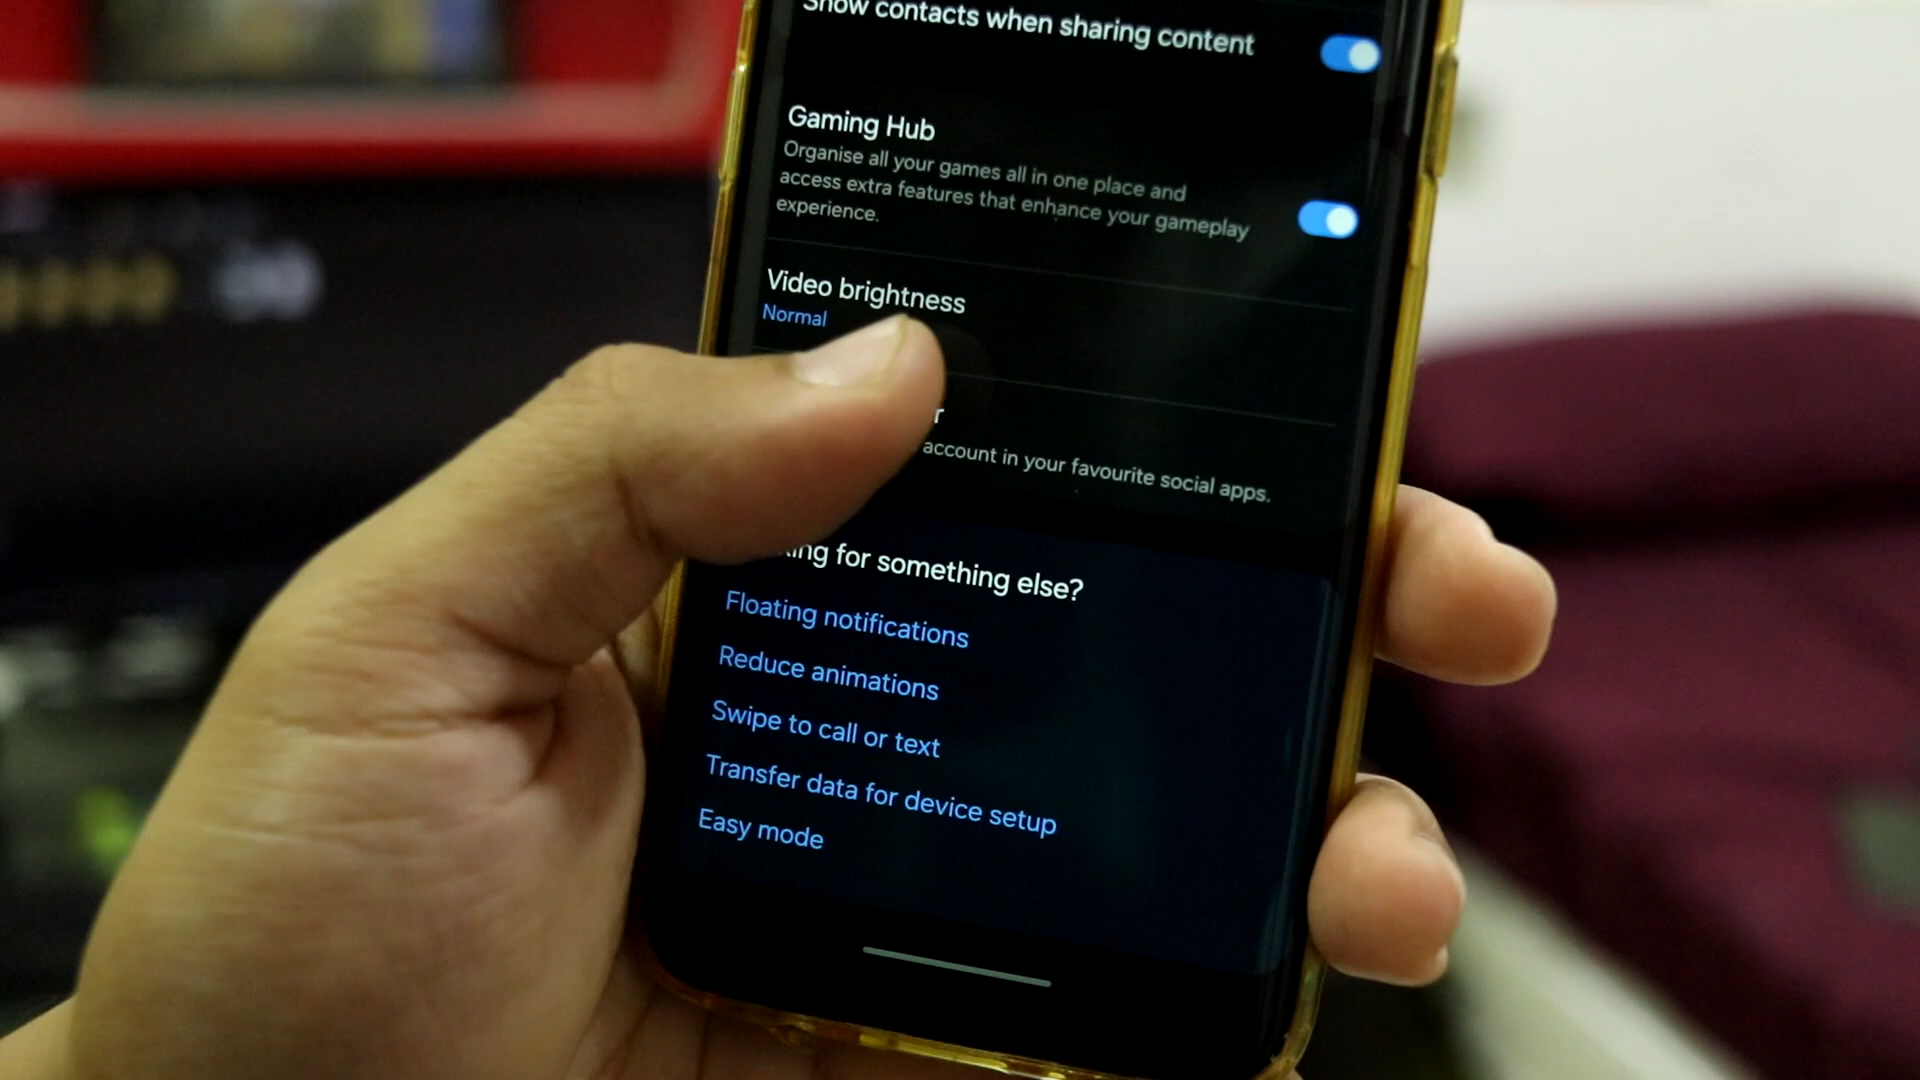 Show contacts when sharing content
Gaming Hub
Organise all your games all in one place and
access extra features that enhance your gameplay
experience.
Video brightness
Normal
account in your favourite social apps.
for something else?
Floating notifications
Reduce animations
Swipe to call or text
Transfer data for device setup
Easy mode